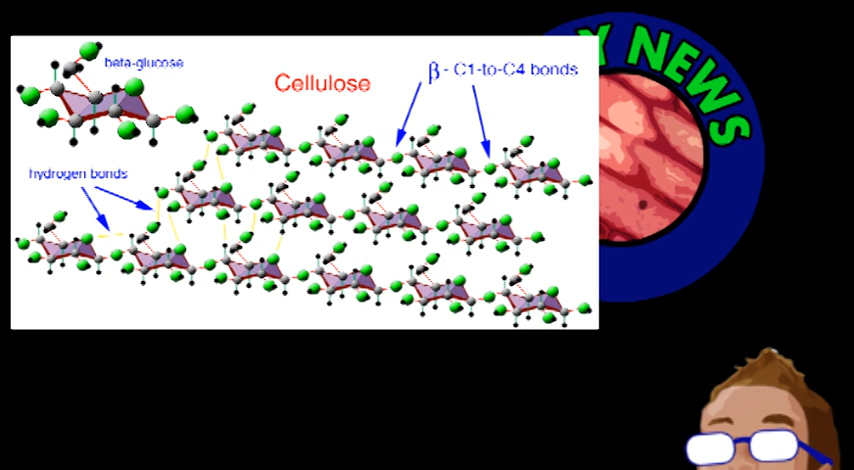 beta-glucose
Cellulose
β - C1-to-C4 bonds
hydrogen bonds
X NEWS